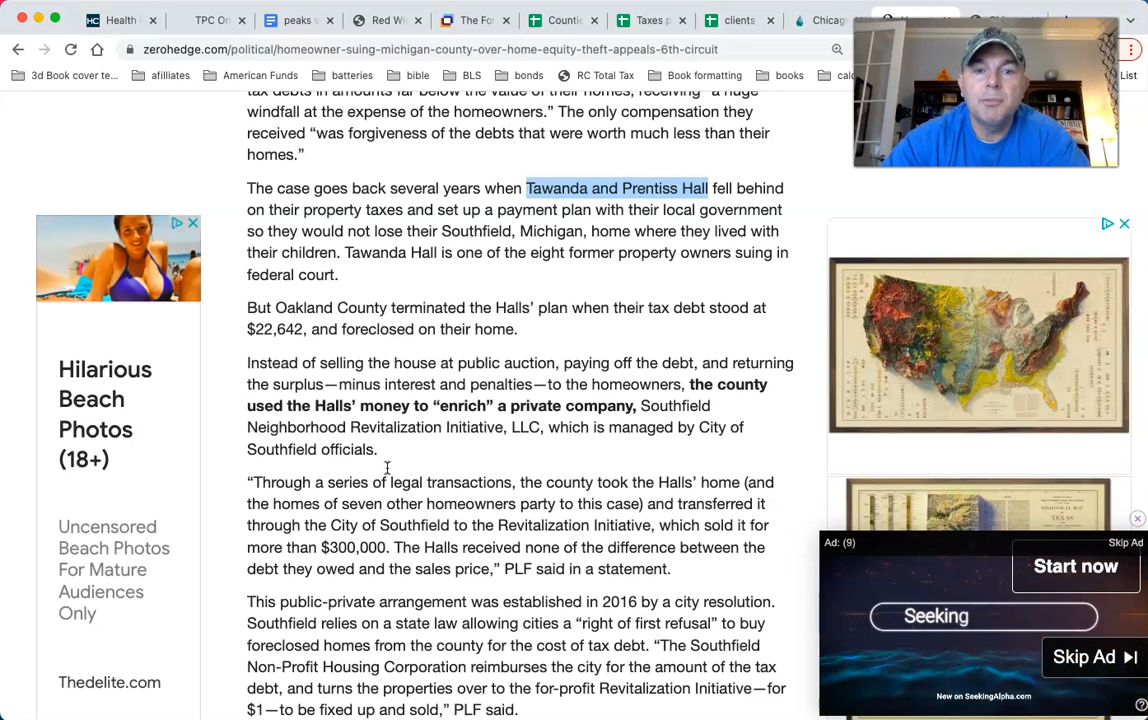 Health i
TPC On
peaks v
Red Wi
The Fo
Countie
Taxes p
clients
Chicag
zerohedge.com/political/homeowner-suing-michigan-county-over-home-equity-theft-appeals-6th-circuit
3d Book cover te...
afilliates
American Funds
batteries
bible
BLS
bonds
RC Total Tax
Book formatting
books
calc
List
tax debts in amounts far below the value of their homes, receiving “a huge
windfall at the expense of the homeowners.” The only compensation they
received “was forgiveness of the debts that were worth much less than their
homes.”
The case goes back several years when Tawanda and Prentiss Hall fell behind
on their property taxes and set up a payment plan with their local government
so they would not lose their Southfield, Michigan, home where they lived with
their children. Tawanda Hall is one of the eight former property owners suing in
federal court.
But Oakland County terminated the Halls’ plan when their tax debt stood at
$22,642, and foreclosed on their home.
Instead of selling the house at public auction, paying off the debt, and returning
the surplus—minus interest and penalties—to the homeowners, the county
used the Halls’ money to “enrich” a private company, Southfield
Neighborhood Revitalization Initiative, LLC, which is managed by City of
Southfield officials.
“Through a series of legal transactions, the county took the Halls’ home (and
the homes of seven other homeowners party to this case) and transferred it
through the City of Southfield to the Revitalization Initiative, which sold it for
more than $300,000. The Halls received none of the difference between the
debt they owed and the sales price,” PLF said in a statement.
This public-private arrangement was established in 2016 by a city resolution.
Southfield relies on a state law allowing cities a “right of first refusal” to buy
foreclosed homes from the county for the cost of tax debt. “The Southfield
Non-Profit Housing Corporation reimburses the city for the amount of the tax
debt, and turns the properties over to the for-profit Revitalization Initiative—for
$1—to be fixed up and sold,” PLF said.
Hilarious
Beach
Photos
(18+)
Uncensored
Beach Photos
For Mature
Audiences
Only
Thedelite.com
Ad: (9)
Skip Ad
Start now
Seeking
Skip Ad
New on SeekingAlpha.com